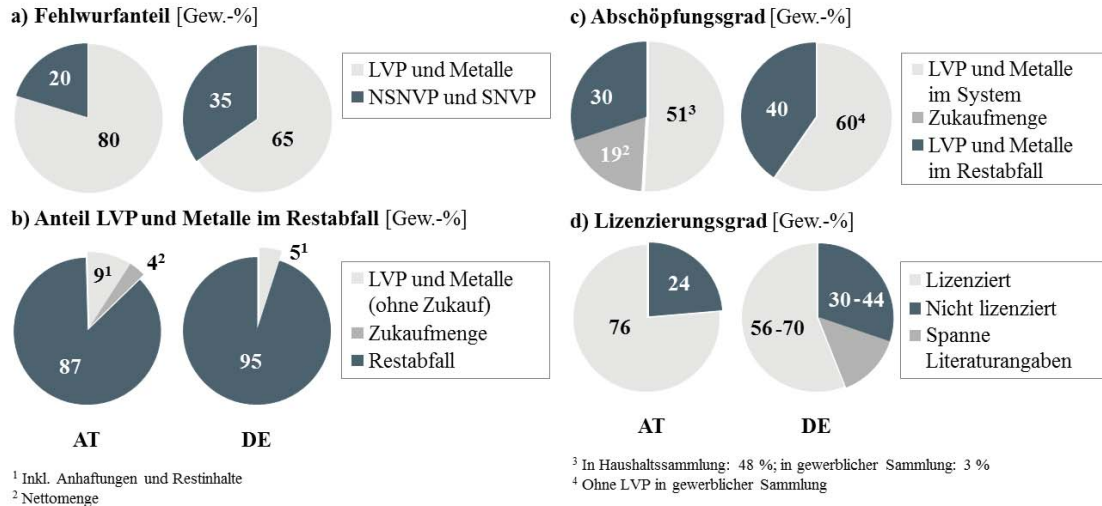 a) Fehlwurfanteil [Gew.-%]
20
80
35
65
LVP und Metalle
NSNVP und SNVP
b) Anteil LVP und Metalle im Restabfall [Gew.-%]
9¹
4²
87
5¹
95
LVP und Metalle
(ohne Zukauf)
Zukaufmenge
Restabfall
AT
DE
¹ Inkl. Anhaftungen und Restinhalte
² Nettomenge
c) Abschöpfungsgrad [Gew.-%]
30
51³
19²
40
60⁴
LVP und Metalle
im System
Zukaufmenge
LVP und Metalle
im Restabfall
d) Lizenzierungsgrad [Gew.-%]
24
76
30-44
56-70
Lizenziert
Nicht lizenziert
Spanne
Literaturangaben
AT
DE
³ In Haushaltssammlung: 48 %; in gewerblicher Sammlung: 3 %
⁴ Ohne LVP in gewerblicher Sammlung